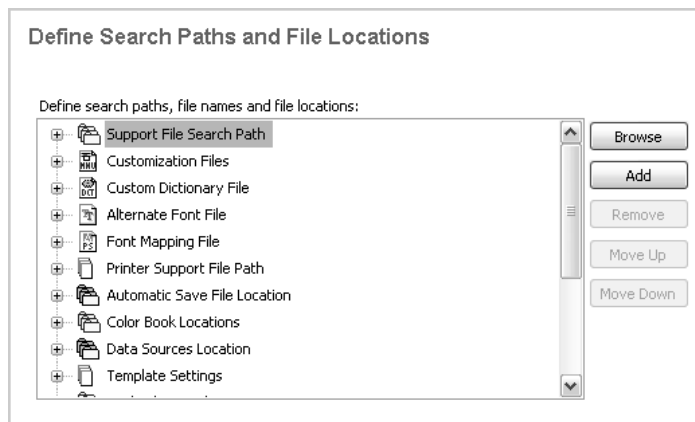 Define Search Paths and File Locations
Define search paths, file names and file locations:
Support File Search Path
Customization Files
Custom Dictionary File
Alternate Font File
Font Mapping File
Printer Support File Path
Automatic Save File Location
Color Book Locations
Data Sources Location
Template Settings
Browse
Add
Remove
Move Up
Move Down